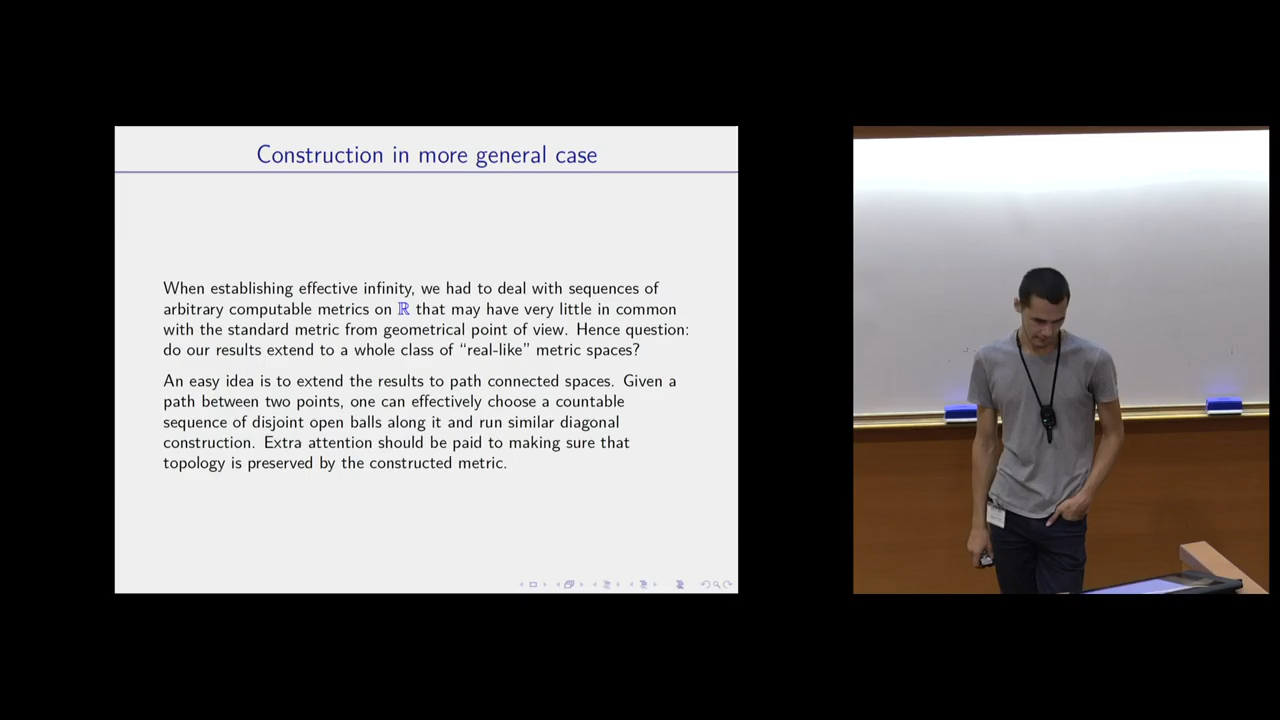 Construction in more general case
When establishing effective infinity, we had to deal with sequences of
arbitrary computable metrics on ℝ that may have very little in common
with the standard metric from geometrical point of view. Hence question:
do our results extend to a whole class of “real-like” metric spaces?
An easy idea is to extend the results to path connected spaces. Given a
path between two points, one can effectively choose a countable
sequence of disjoint open balls along it and run similar diagonal
construction. Extra attention should be paid to making sure that
topology is preserved by the constructed metric.